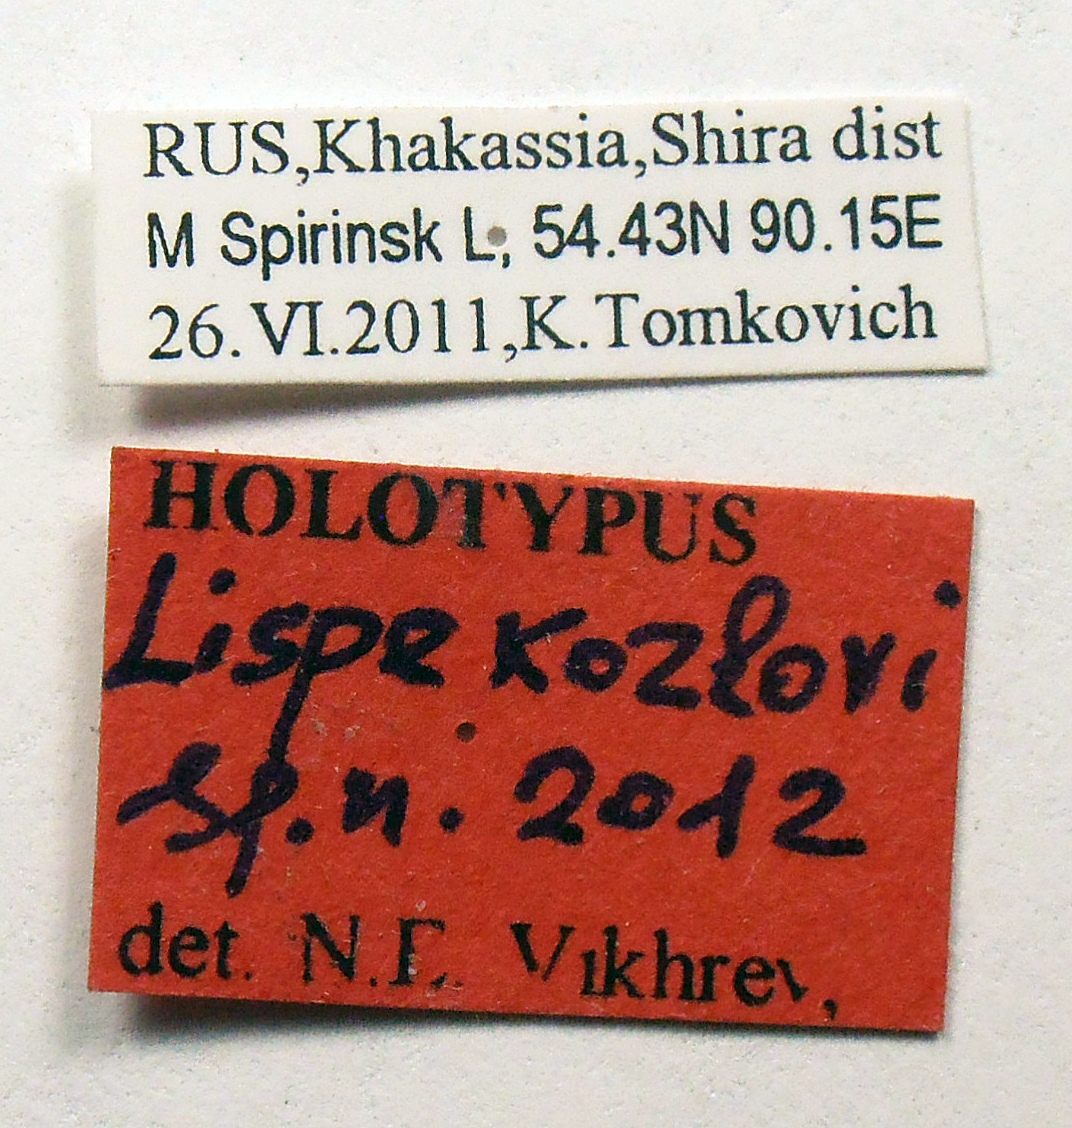 RUS,Khakassia,Shira dist
M Spirinsk L, 54.43N 90.15E
26.VI.2011,K.Tomkovich
HOLOTYPUS
Lispe kozlovi
sp.n. 2012
det. N.E. Vikhrev,